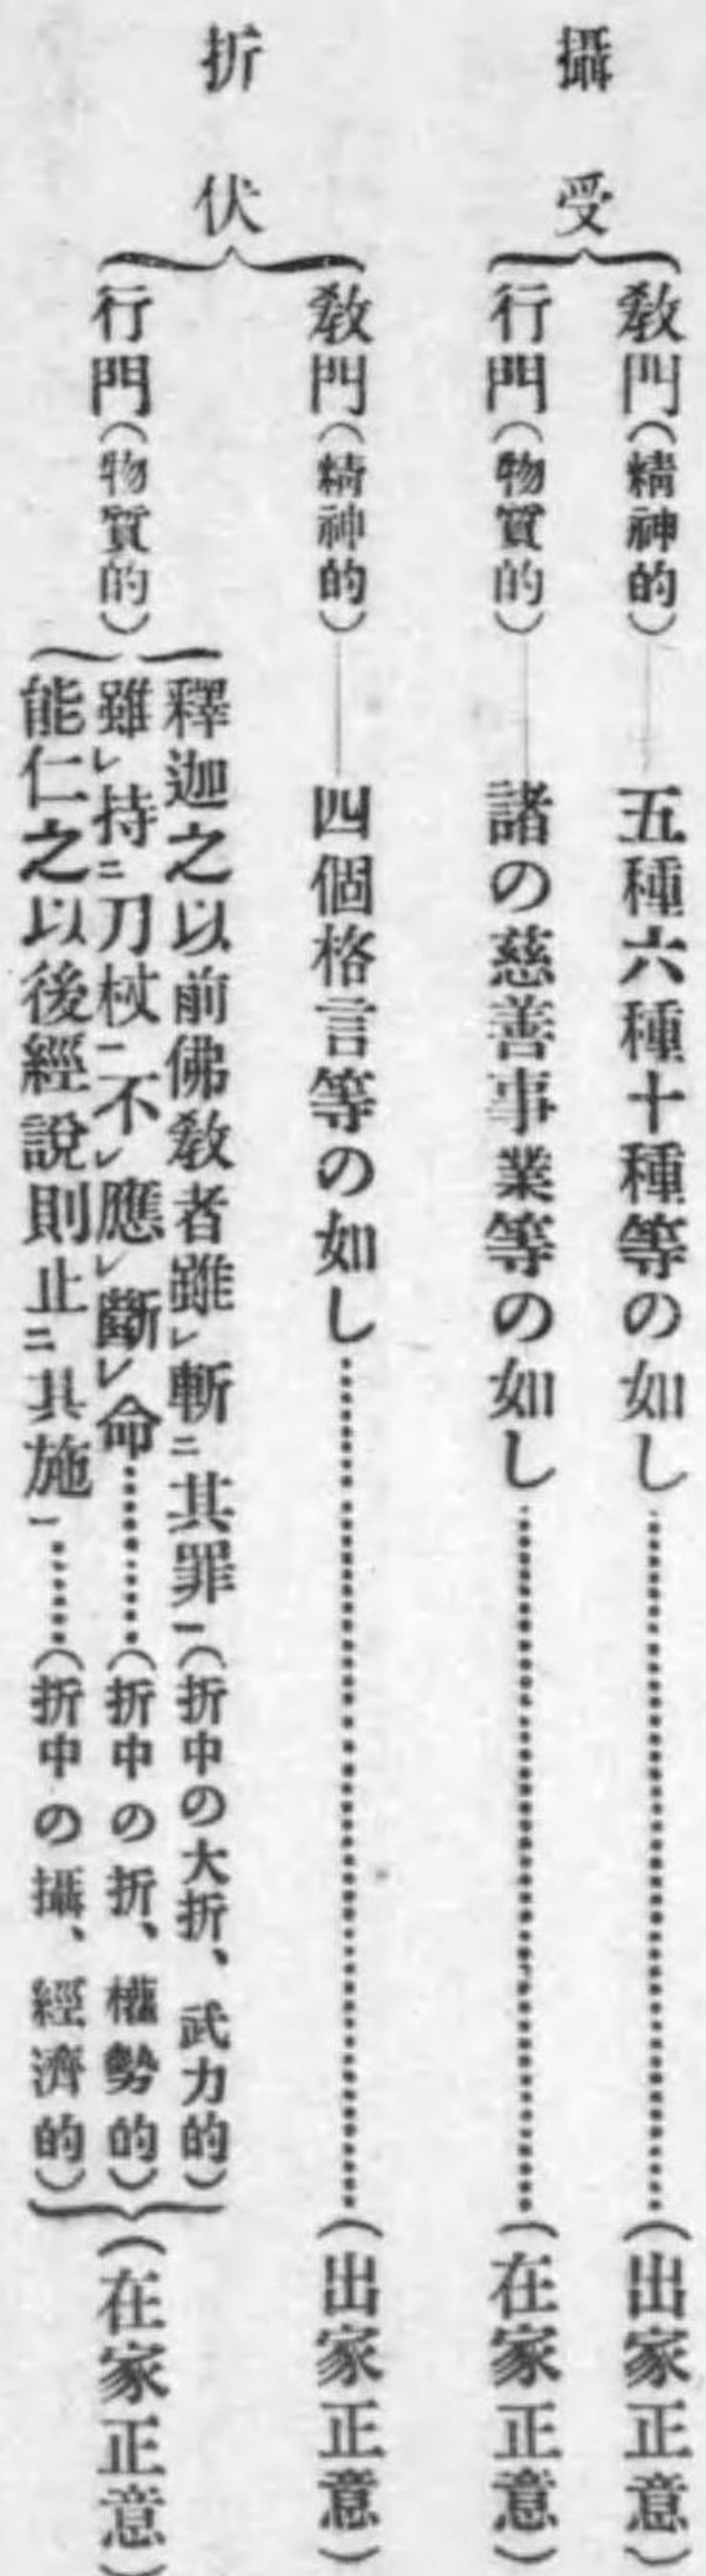 攝受
敎門(精神的)五種六種十種等の如し………(出家正意)
行門(物質的)諸の慈善事業等の如し………(在家正意)
折伏
敎門(精神的)四個格言等の如し………(出家正意)
行門(物質的)
釋迦之以前佛敎者雖レ斬二其罪一(折中の大折、武力的)
雖レ持二刀杖一不レ應レ斷レ命………(折中の折、權勢的)
能仁之以後經說則止二其施一………(折中の攝、經濟的)
(在家正意)